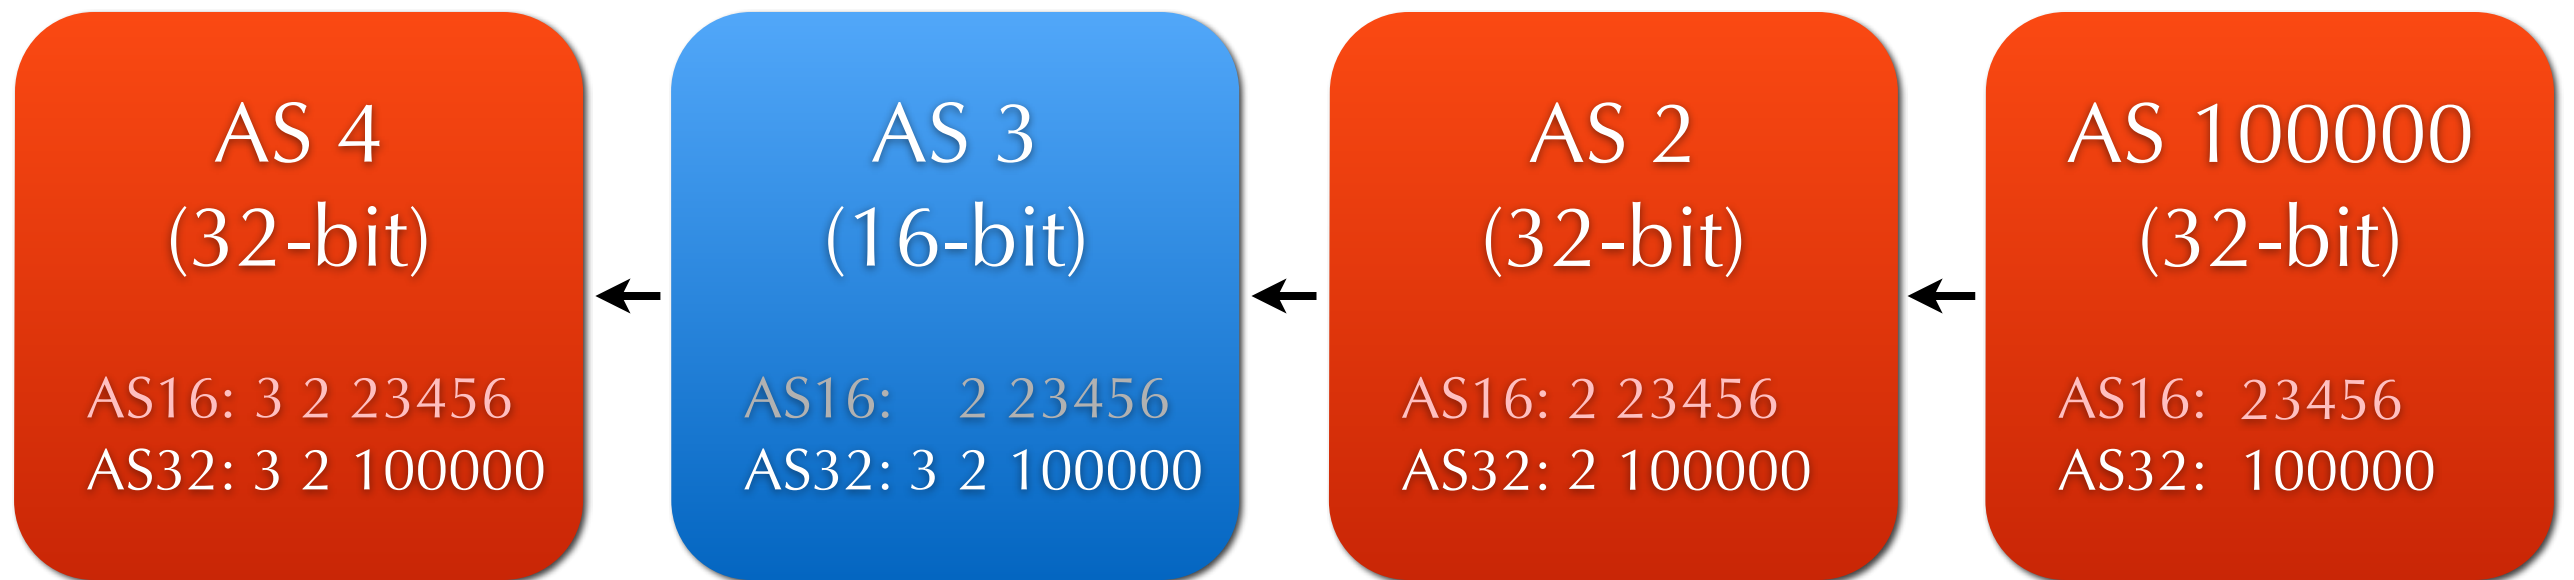 AS 4
(32-bit)
AS16: 3 2 23456
AS32: 3 2 100000
AS 3
(16-bit)
AS16: 2 23456
AS32: 3 2 100000
AS 2
(32-bit)
AS16: 2 23456
AS32: 2 100000
AS 100000
(32-bit)
AS16: 23456
AS32: 100000